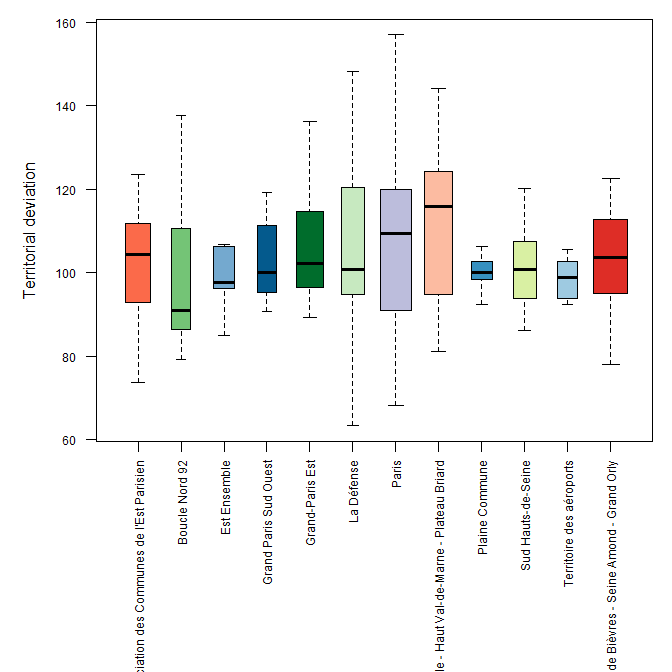 160
140
120
100
80
60
Territorial deviation
ciation des Communes de l'Est Parisien
Boucle Nord 92
Est Ensemble
Grand Paris Sud Ouest
Grand-Paris Est
La Défense
Paris
le - Haut Val-de-Marne - Plateau Briard
Plaine Commune
Sud Hauts-de-Seine
Territoire des aéroports
de Bièvres - Seine Amond - Grand Orly